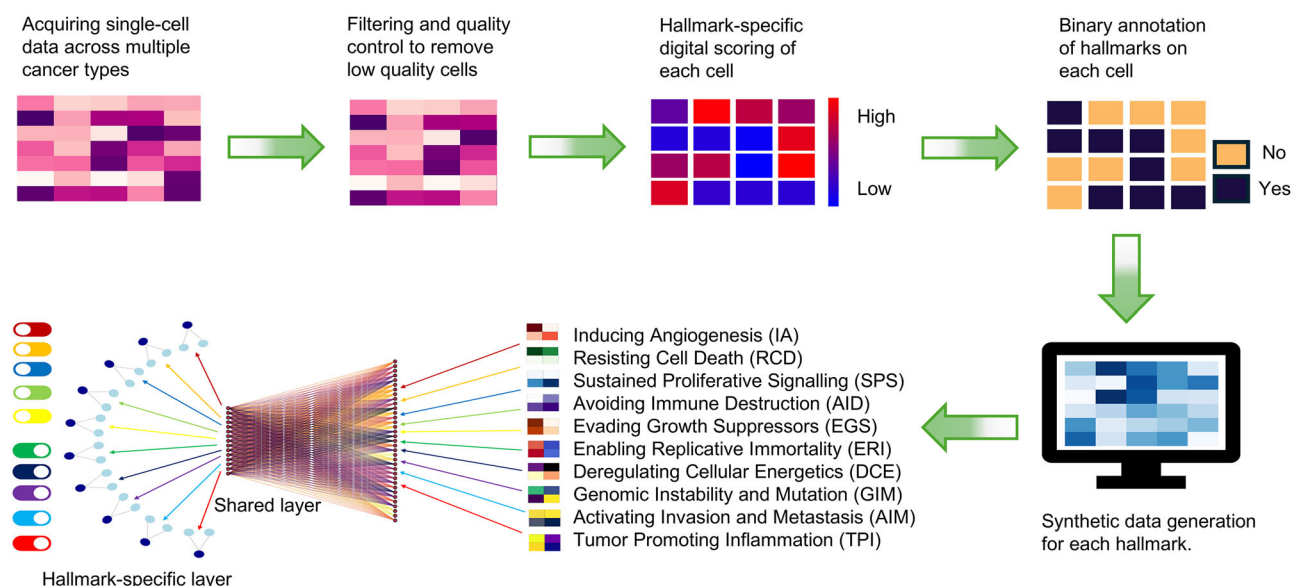 Acquiring single-cell
data across multiple
cancer types
Filtering and quality
control to remove
low quality cells
Hallmark-specific
digital scoring of
each cell
High
Low
Binary annotation
of hallmarks on
each cell
No
Yes
Inducing Angiogenesis (IA)
Resisting Cell Death (RCD)
Sustained Proliferative Signalling (SPS)
Avoiding Immune Destruction (AID)
Evading Growth Suppressors (EGS)
Enabling Replicative Immortality (ERI)
Deregulating Cellular Energetics (DCE)
Genomic Instability and Mutation (GIM)
Activating Invasion and Metastasis (AIM)
Tumor Promoting Inflammation (TPI)
Shared layer
Hallmark-specific layer
Synthetic data generation
for each hallmark.